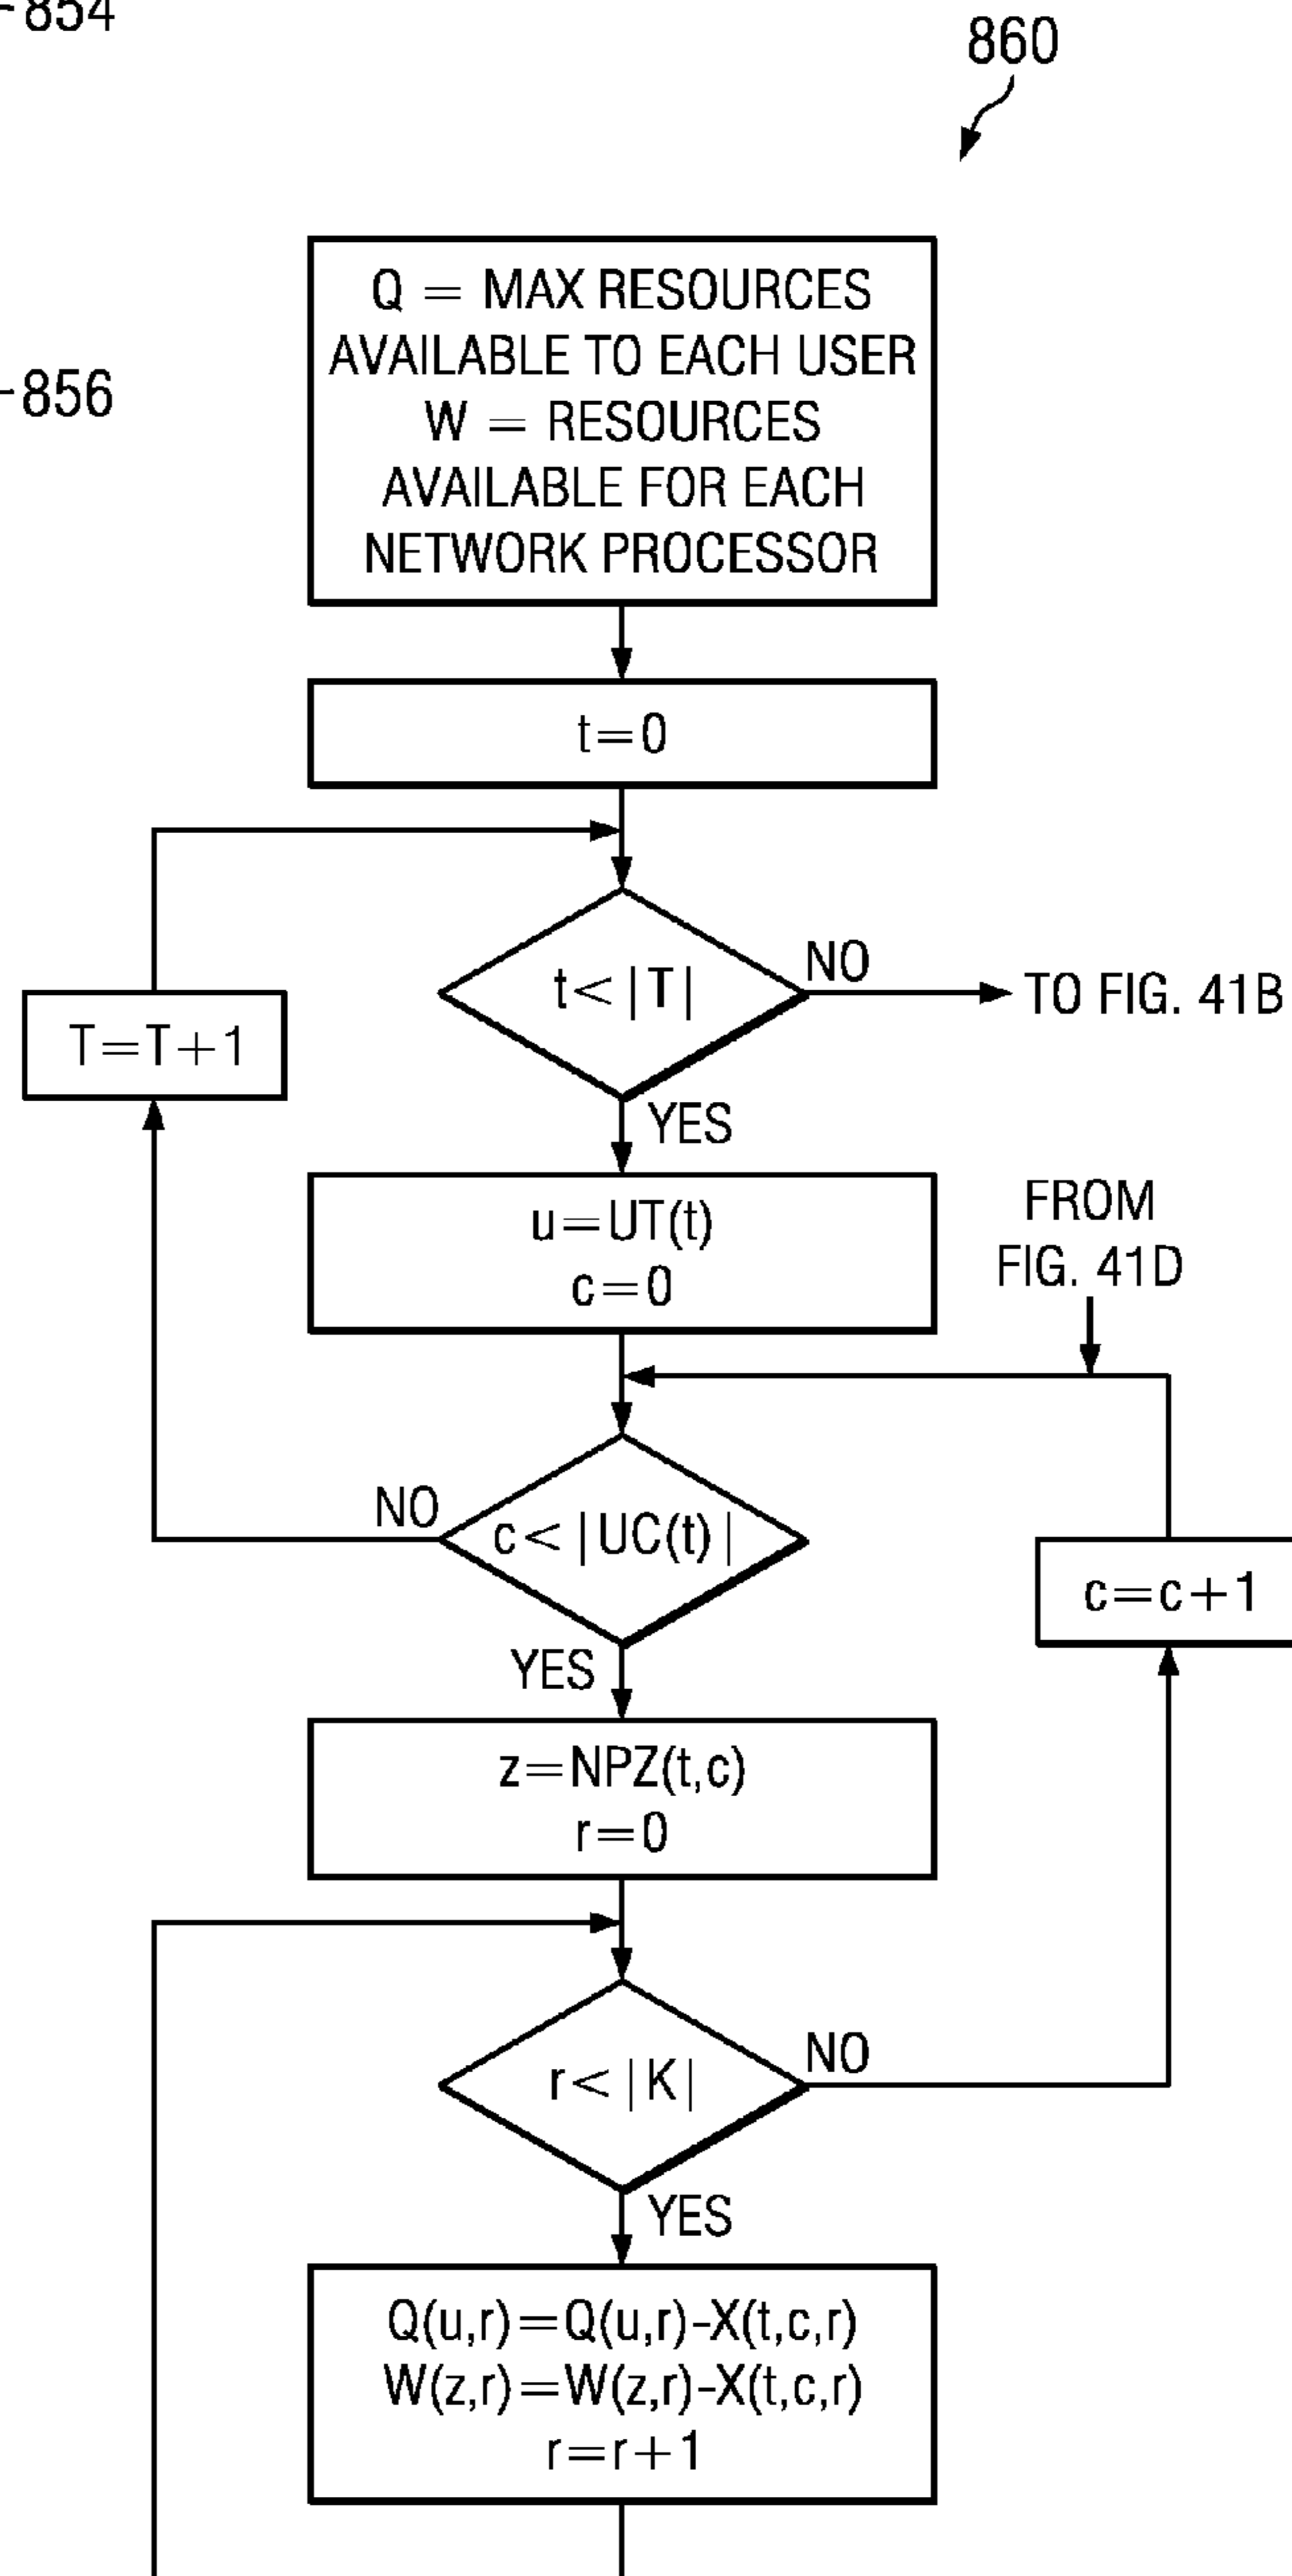 854
860
856
Q = MAX RESOURCES
AVAILABLE TO EACH USER
W = RESOURCES
AVAILABLE FOR EACH
NETWORK PROCESSOR
t=0
t<|T|
NO
TO FIG. 41B
T=T+1
YES
u=UT(t)
c=0
FROM
FIG. 41D
NO
c<|UC(t)|
c=c+1
YES
z=NPZ(t,c)
r=0
r<|K|
NO
YES
Q(u,r)=Q(u,r)-X(t,c,r)
W(z,r)=W(z,r)-X(t,c,r)
r=r+1